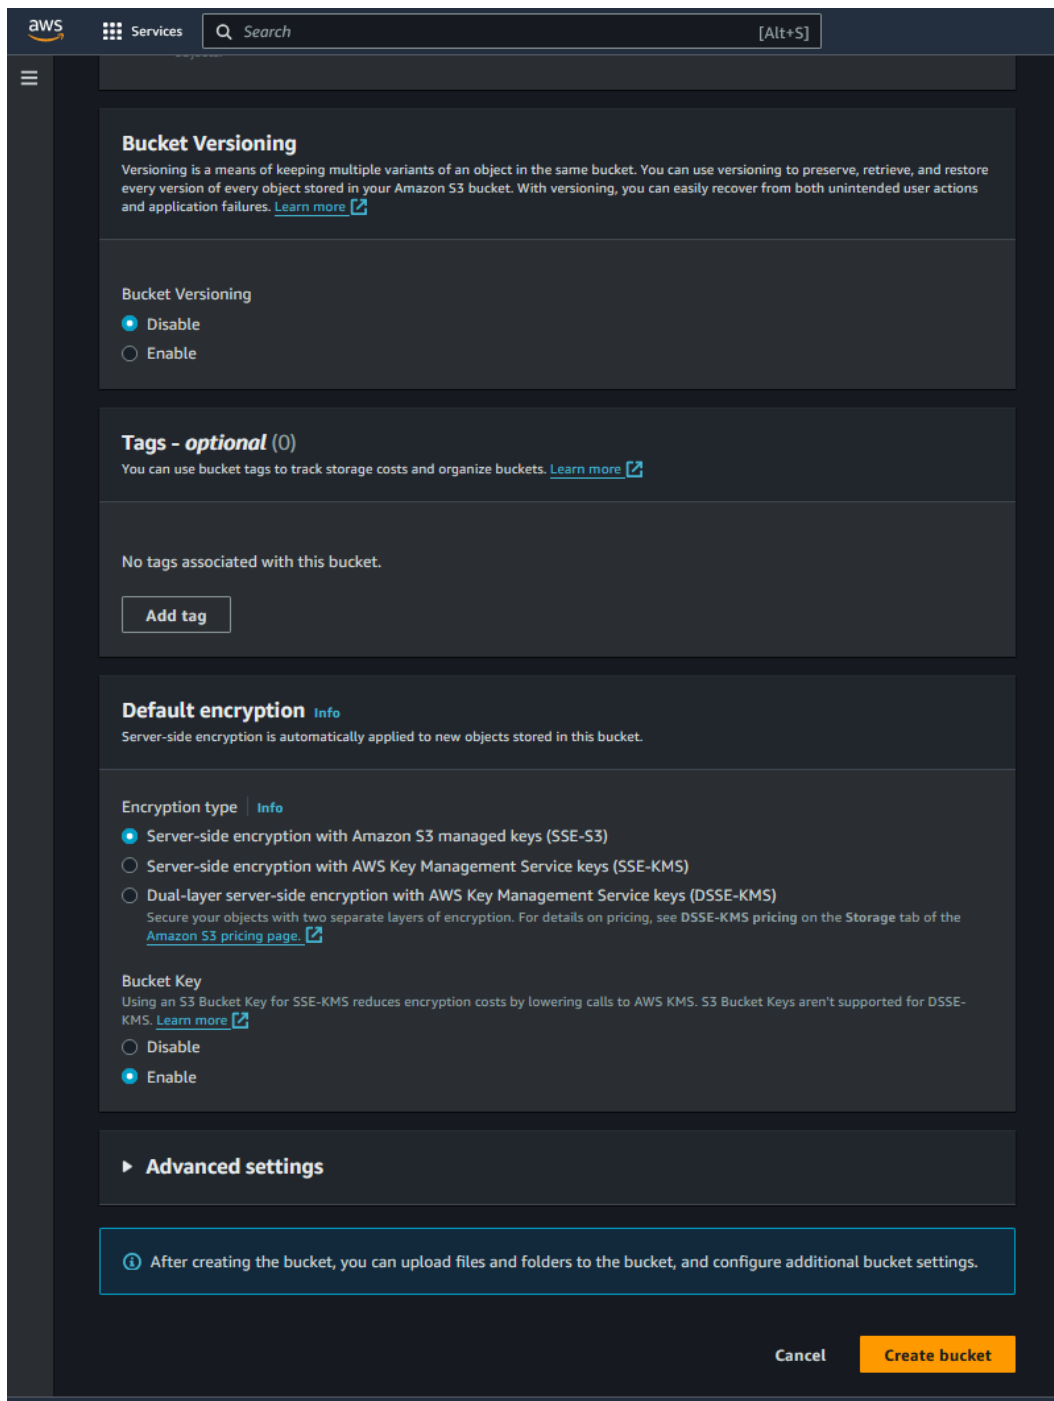 aws
Services
Search
[Alt+S]
Bucket Versioning
Versioning is a means of keeping multiple variants of an object in the same bucket. You can use versioning to preserve, retrieve, and restore
every version of every object stored in your Amazon S3 bucket. With versioning, you can easily recover from both unintended user actions
and application failures. Learn more
Bucket Versioning
Disable
Enable
Tags - optional (0)
You can use bucket tags to track storage costs and organize buckets. Learn more
No tags associated with this bucket.
Add tag
Default encryption Info
Server-side encryption is automatically applied to new objects stored in this bucket.
Encryption type Info
Server-side encryption with Amazon S3 managed keys (SSE-S3)
Server-side encryption with AWS Key Management Service keys (SSE-KMS)
Dual-layer server-side encryption with AWS Key Management Service keys (DSSE-KMS)
Secure your objects with two separate layers of encryption. For details on pricing, see DSSE-KMS pricing on the Storage tab of the
Amazon S3 pricing page.
Bucket Key
Using an S3 Bucket Key for SSE-KMS reduces encryption costs by lowering calls to AWS KMS. S3 Bucket Keys aren't supported for DSSE-
KMS. Learn more
Disable
Enable
Advanced settings
After creating the bucket, you can upload files and folders to the bucket, and configure additional bucket settings.
Cancel
Create bucket